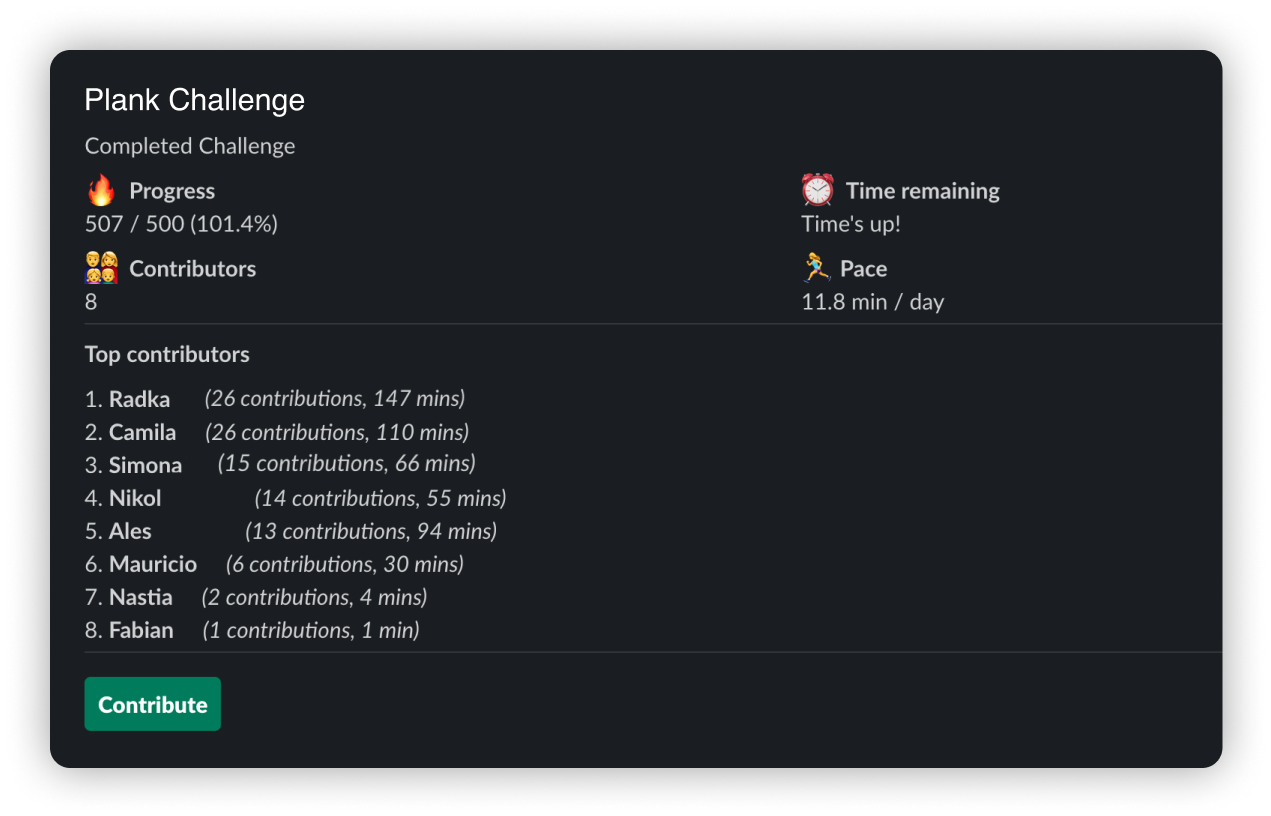 Plank Challenge
Completed Challenge
Progress
507 / 500 (101.4%)
Time remaining
Time's up!
Contributors
8
Pace
11.8 min / day
Top contributors
1. Radka (26 contributions, 147 mins)
2. Camila (26 contributions, 110 mins)
3. Simona (15 contributions, 66 mins)
4. Nikol (14 contributions, 55 mins)
5. Ales (13 contributions, 94 mins)
6. Mauricio (6 contributions, 30 mins)
7. Nastia (2 contributions, 4 mins)
8. Fabian (1 contributions, 1 min)
Contribute